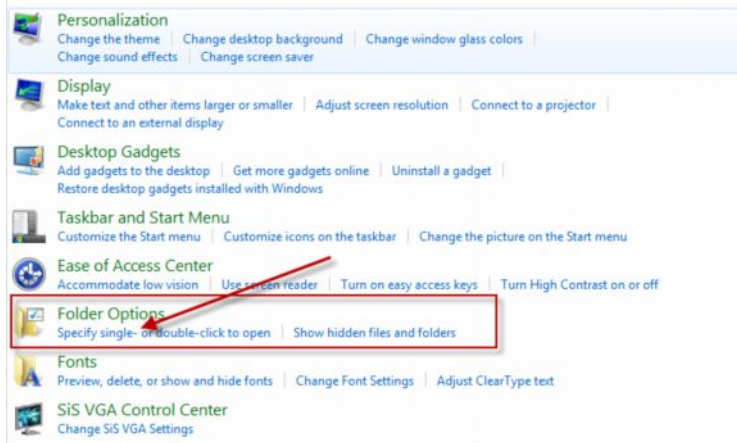 Personalization
Change the theme | Change desktop background | Change window glass colors |
Change sound effects | Change screen saver
Display
Make text and other items larger or smaller | Adjust screen resolution | Connect to a projector |
Connect to an external display
Desktop Gadgets
Add gadgets to the desktop | Get more gadgets online | Uninstall a gadget |
Restore desktop gadgets installed with Windows
Taskbar and Start Menu
Customize the Start menu | Customize icons on the taskbar | Change the picture on the Start menu
Ease of Access Center
Accommodate low vision | Use screen reader | Turn on easy access keys | Turn High Contrast on or off
Folder Options
Specify single- or double-click to open | Show hidden files and folders
Fonts
Preview, delete, or show and hide fonts | Change Font Settings | Adjust ClearType text
SiS VGA Control Center
Change SiS VGA Settings